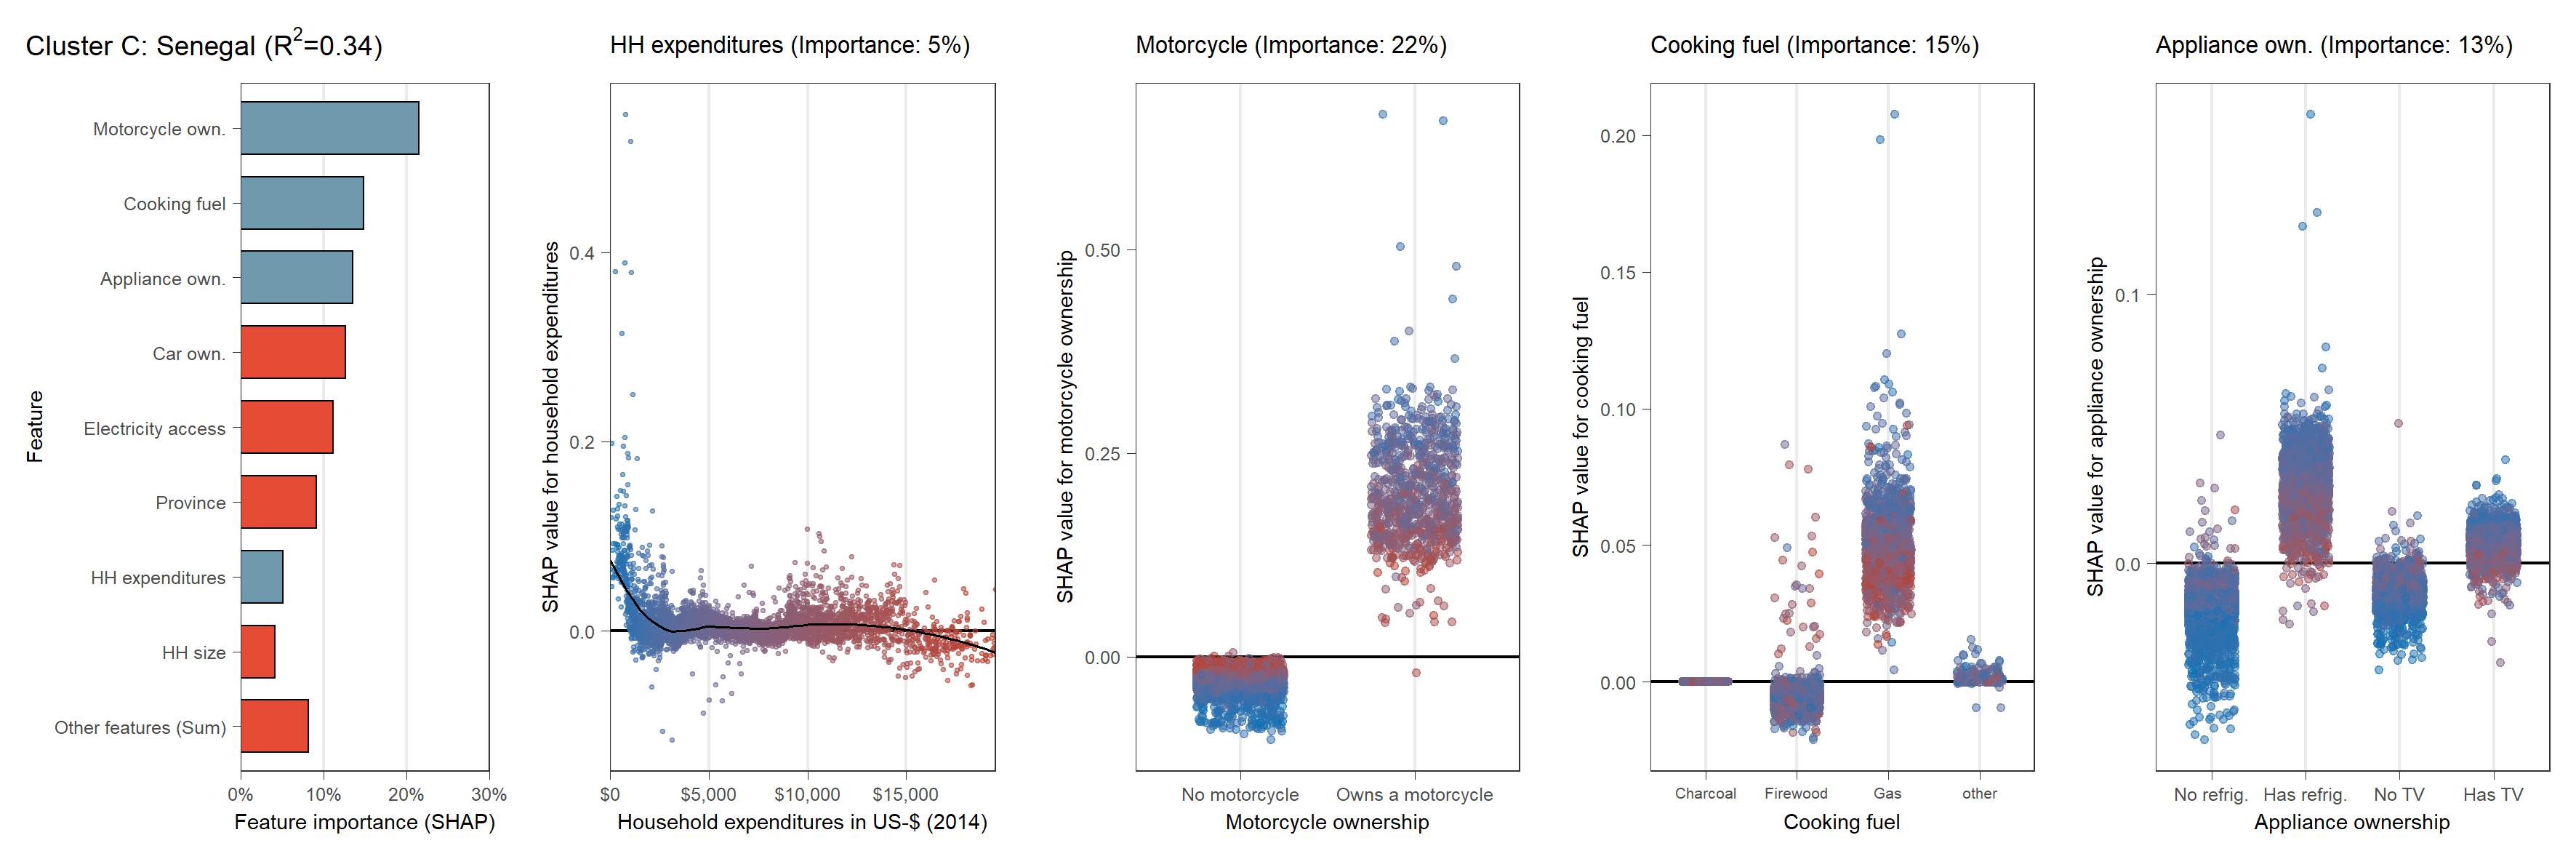 Cluster C: Senegal (R2=0.34)
Feature
Motorcycle own.
Cooking fuel
Appliance own.
Car own.
Electricity access
Province
HH expenditures
HH size
Other features (Sum)
0% 10% 20% 30%
Feature importance (SHAP)
HH expenditures (Importance: 5%)
SHAP value for household expenditures
0.4
0.2
0.0
$0 $5,000 $10,000 $15,000
Household expenditures in US-$ (2014)
Motorcycle (Importance: 22%)
SHAP value for motorcycle ownership
0.50
0.25
0.00
No motorcycle Owns a motorcycle
Motorcycle ownership
Cooking fuel (Importance: 15%)
SHAP value for cooking fuel
0.20
0.15
0.10
0.05
0.00
Charcoal Firewood Gas other
Cooking fuel
Appliance own. (Importance: 13%)
SHAP value for appliance ownership
0.1
0.0
No refrig. Has refrig. No TV Has TV
Appliance ownership